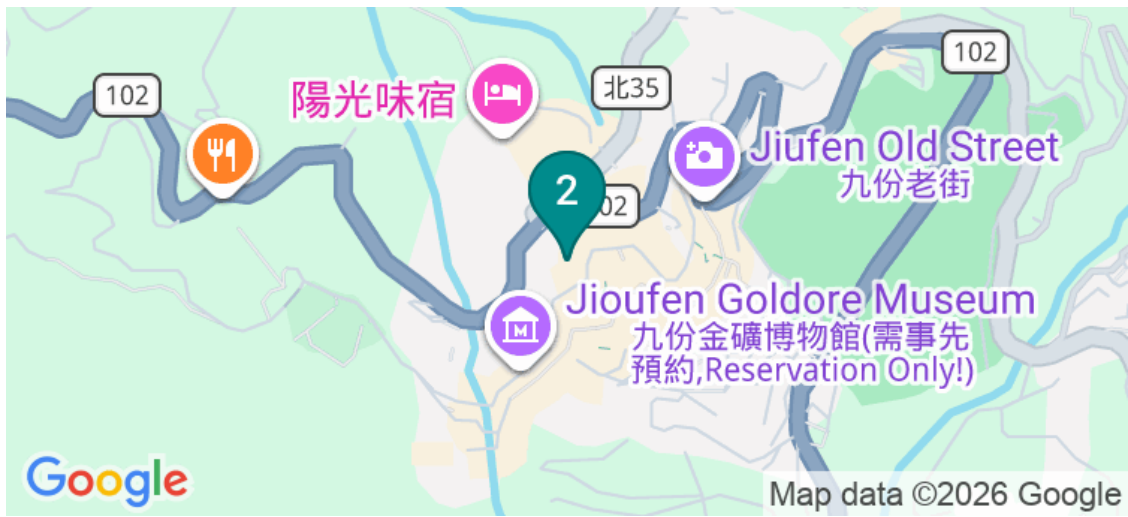 102
102
北35
陽光味宿
Jiufen Old Street
九份老街
2
02
Jioufen Goldore Museum
九份金礦博物館(需事先
預約,Reservation Only!)
M
Google
Map data ©2026 Google